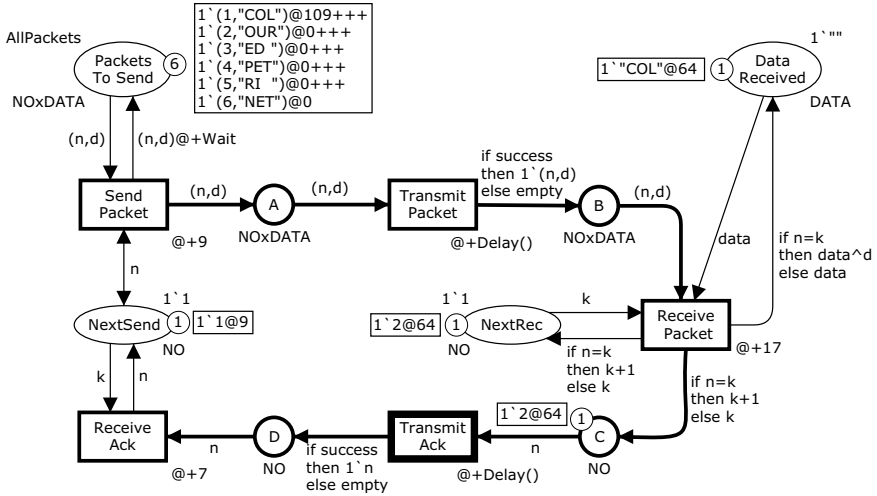 AllPackets
Packets
To Send
6
NOxDATA
1`(1,"COL")@109+++
1`(2,"OUR")@0+++
1`(3,"ED ")@0+++
1`(4,"PET")@0+++
1`(5,"RI  ")@0+++
1`(6,"NET")@0
1`""
1`"COL"@64
1
Data
Received
DATA
(n,d)
(n,d)@+Wait
Send
Packet
@+9
(n,d)
A
NOxDATA
(n,d)
Transmit
Packet
@+Delay()
if success
then 1`(n,d)
else empty
B
NOxDATA
(n,d)
data
if n=k
then data^d
else data
n
1`1
NextSend
1
1`1@9
NO
1`1
1`2@64
1
NextRec
NO
k
if n=k
then k+1
else k
Receive
Packet
@+17
if n=k
then k+1
else k
k
n
Receive
Ack
@+7
n
D
NO
if success
then 1`n
else empty
Transmit
Ack
@+Delay()
n
1`2@64
1
C
NO